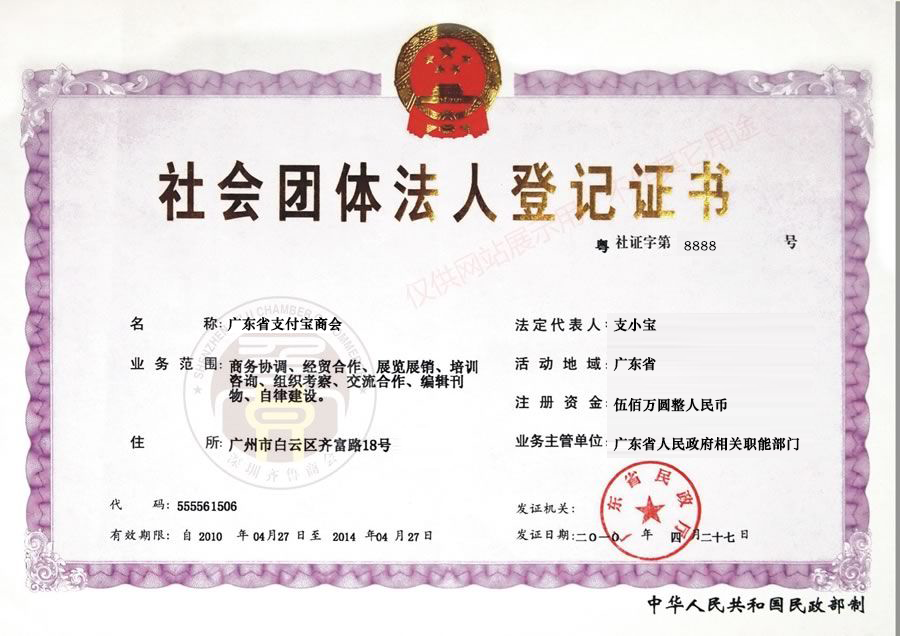 社会团体法人登记证书
粤 社证字第 8888 号
仅供网站展示用
其它用途
名 称: 广东省支付宝商会
业务范围: 商务协调、经贸合作、展览展销、培训
咨询、组织考察、交流合作、编辑刊
物、自律建设。
住 所: 广州市白云区齐富路18号
法定代表人: 支小宝
活动地域: 广东省
注册资金: 伍佰万圆整人民币
业务主管单位: 广东省人民政府相关职能部门
CHAMBER
深圳齐鲁商会
代 码: 555561506
有效期限: 自 2010 年 04月 27 日 至 2014 年 04 月 27 日
发证机关:
东省民政厅
发证日期: 二〇一〇 年 四 月 二十七 日
中华人民共和国民政部制